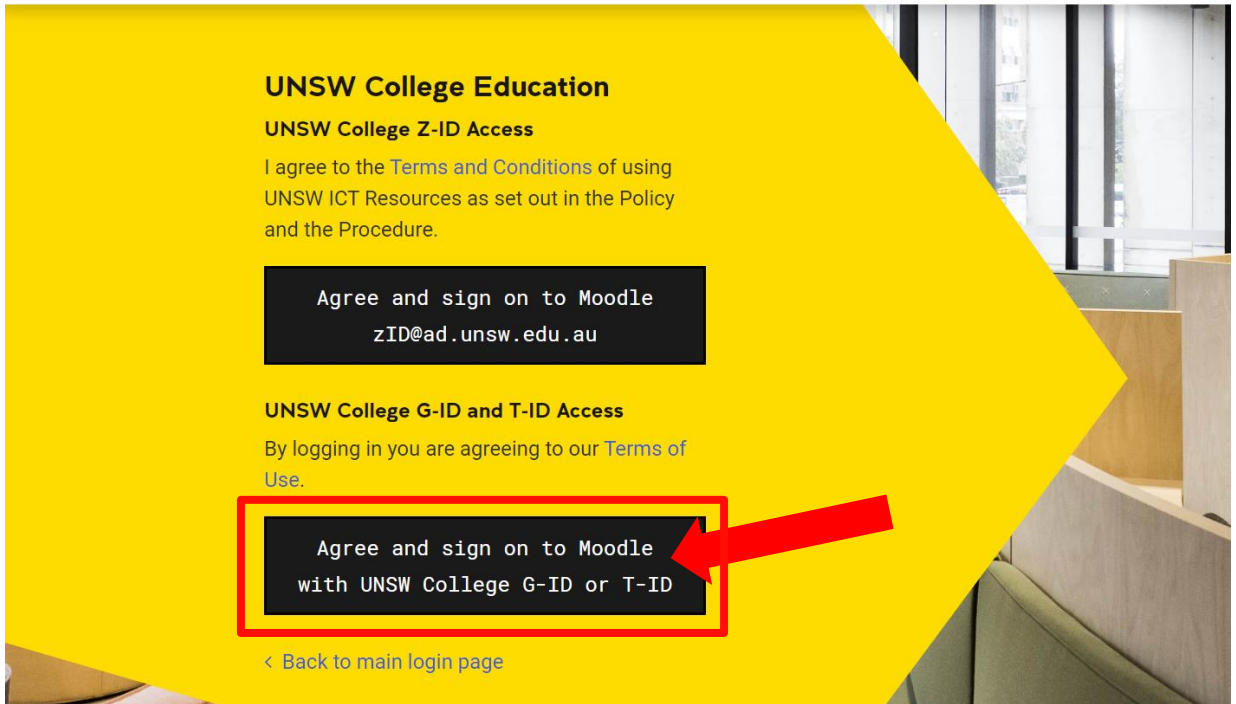 UNSW College Education
UNSW College Z-ID Access
I agree to the Terms and Conditions of using
UNSW ICT Resources as set out in the Policy
and the Procedure.
Agree and sign on to Moodle
zID@ad.unsw.edu.au
UNSW College G-ID and T-ID Access
By logging in you are agreeing to our Terms of
Use.
Agree and sign on to Moodle
with UNSW College G-ID or T-ID
< Back to main login page